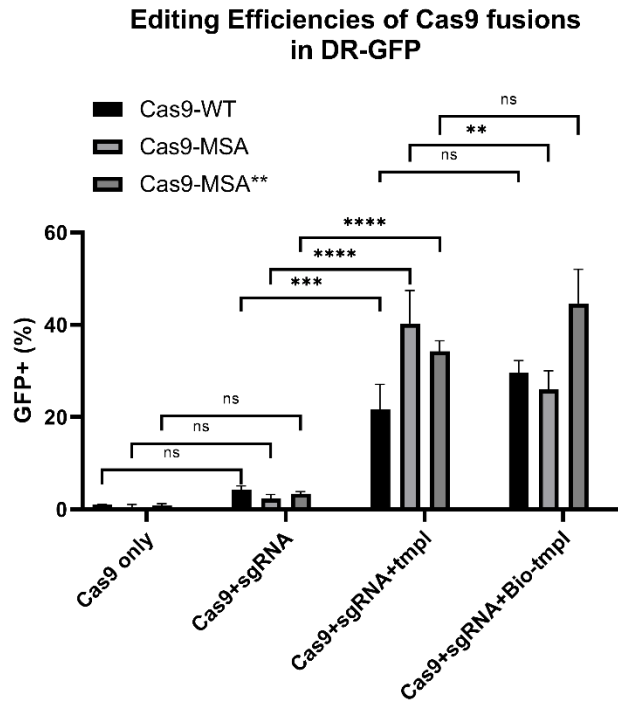 Editing Efficiencies of Cas9 fusions
in DR-GFP
Cas9-WT
Cas9-MSA
Cas9-MSA**
ns
**
ns
****
****
***
ns
ns
ns
60
40
20
0
GFP+ (%)
Cas9 only
Cas9+sgRNA
Cas9+sgRNA+tmpl
Cas9+sgRNA+Bio-tmpl